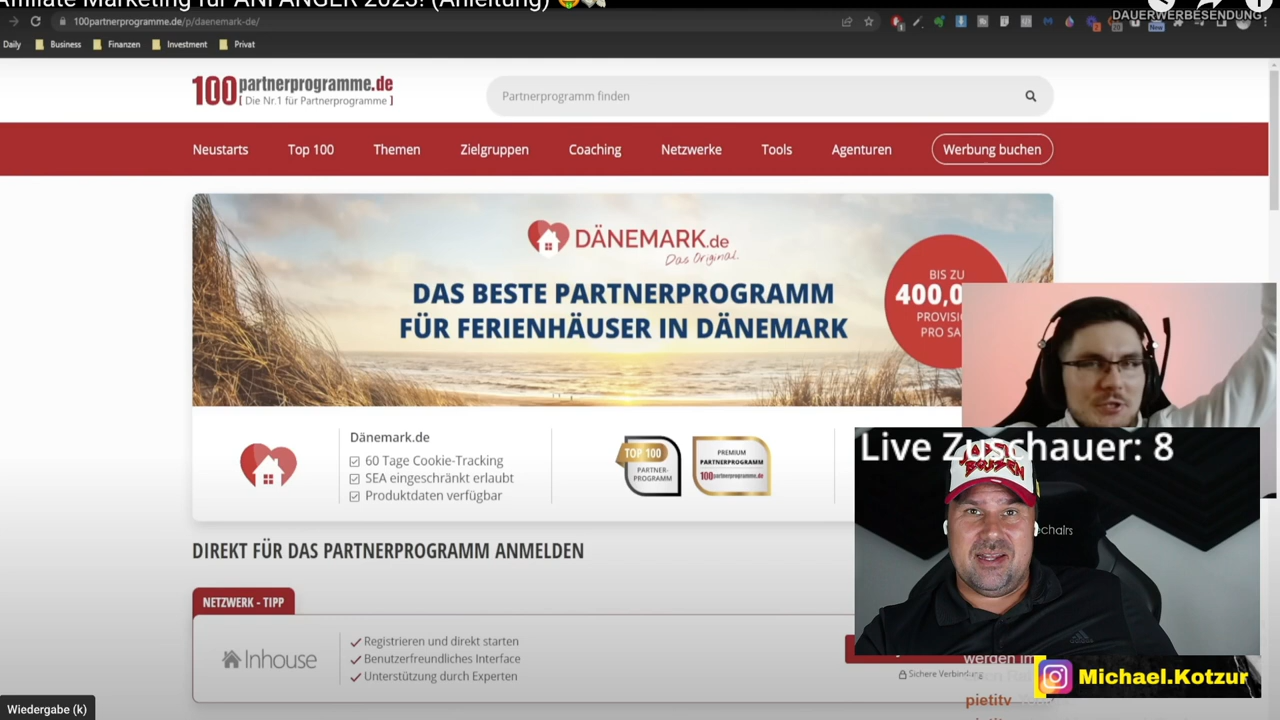 Affiliate Marketing für ANFÄNGER 2023! (Anleitung)
DAUERWERBESENDUNG
100partnerprogramme.de/p/daenemark-de/
Daily
Business
Finanzen
Investment
Privat
100partnerprogramme.de
[ Die Nr.1 für Partnerprogramme ]
Partnerprogramm finden
Neustarts
Top 100
Themen
Zielgruppen
Coaching
Netzwerke
Tools
Agenturen
Werbung buchen
DÄNEMARK.de
Das Original.
DAS BESTE PARTNERPROGRAMM
FÜR FERIENHÄUSER IN DÄNEMARK
BIS ZU
400,0
PROVISI
PRO SA
Dänemark.de
60 Tage Cookie-Tracking
SEA eingeschränkt erlaubt
Produktdaten verfügbar
TOP 100
PARTNER-
PROGRAMM
PREMIUM
PARTNERPROGRAMM
100partnerprogramme.de
Live Zuschauer: 8
DIREKT FÜR DAS PARTNERPROGRAMM ANMELDEN
NETZWERK - TIPP
Inhouse
Registrieren und direkt starten
Benutzerfreundliches Interface
Unterstützung durch Experten
Sichere Verbindung
werden im
Michael.Kotzur
pietity
Wiedergabe (k)